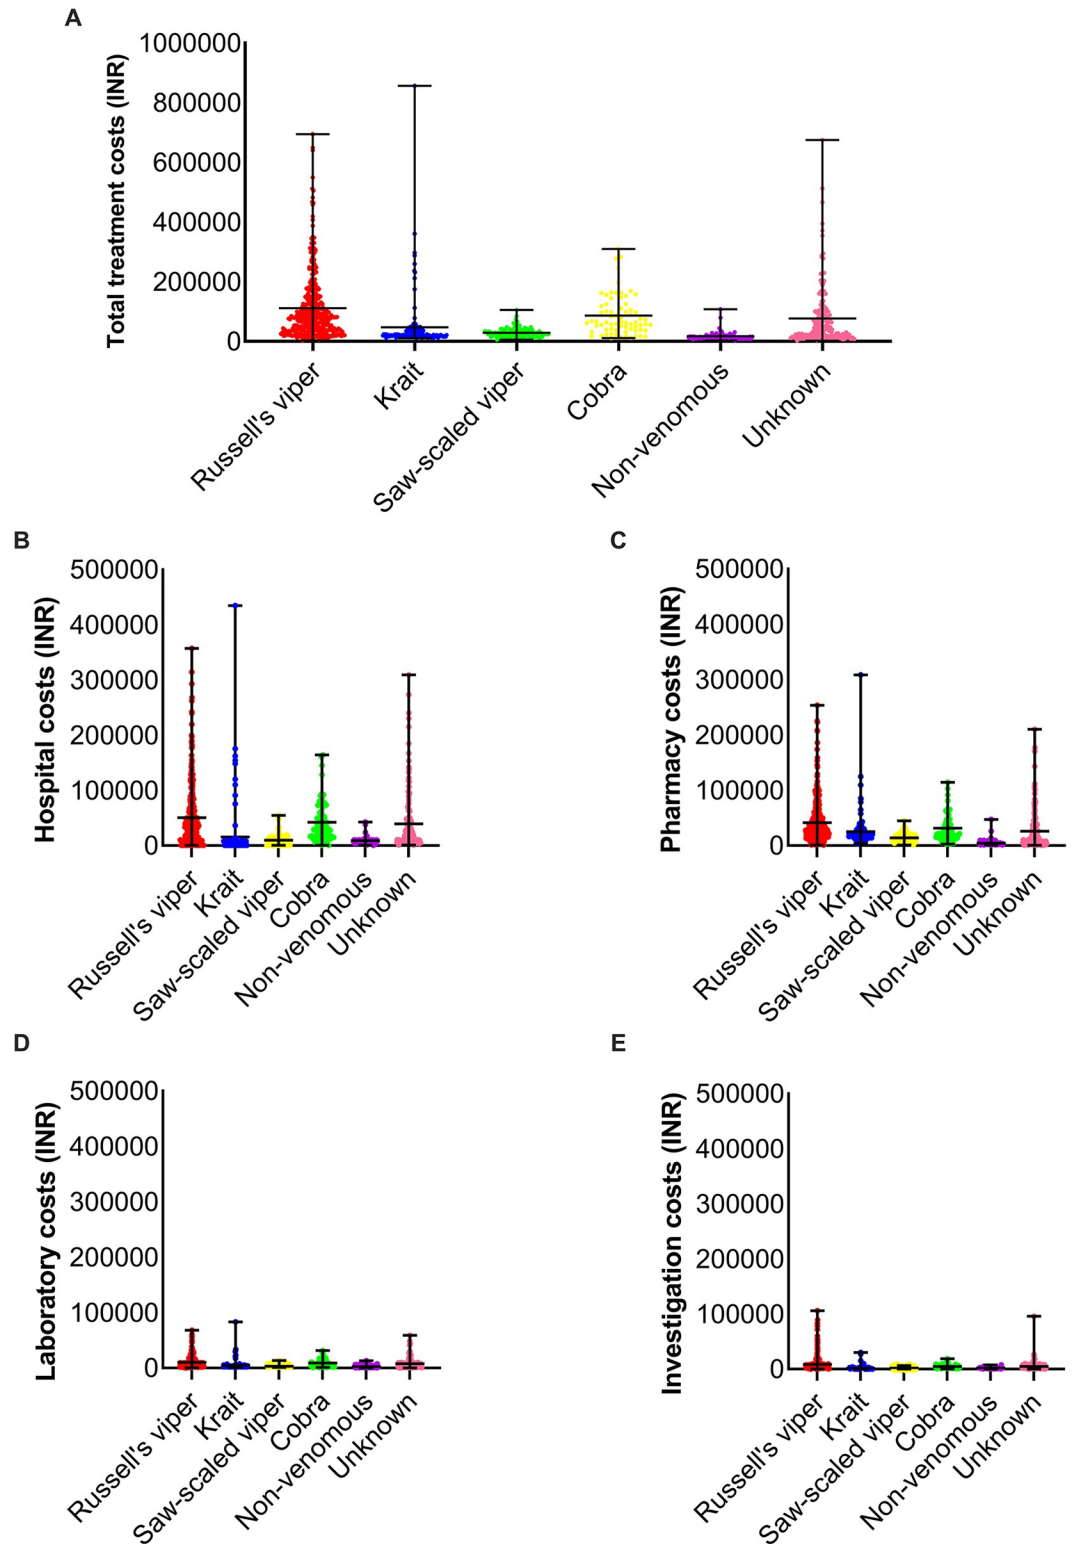 A
Total treatment costs (INR)
1000000
800000
600000
400000
200000
0
Russell's viper
Krait
Saw-scaled viper
Cobra
Non-venomous
Unknown
B
Hospital costs (INR)
500000
400000
300000
200000
100000
0
Russell's viper
Krait
Saw-scaled viper
Cobra
Non-venomous
Unknown
C
Pharmacy costs (INR)
500000
400000
300000
200000
100000
0
Russell's viper
Krait
Saw-scaled viper
Cobra
Non-venomous
Unknown
D
Laboratory costs (INR)
500000
400000
300000
200000
100000
0
Russell's viper
Krait
Saw-scaled viper
Cobra
Non-venomous
Unknown
E
Investigation costs (INR)
500000
400000
300000
200000
100000
0
Russell's viper
Krait
Saw-scaled viper
Cobra
Non-venomous
Unknown